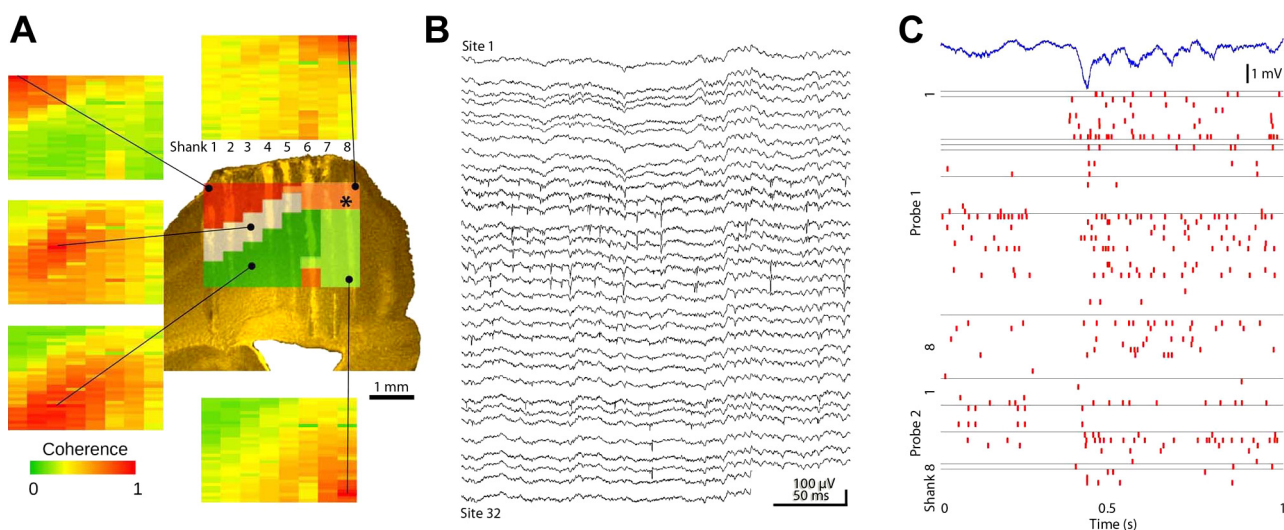 A
B
C
Site 1
1 mV
Shank 1 2 3 4 5 6 7 8
*
1
Probe 1
8
1 mm
1
Probe 2
Coherence
0 1
100 µV
50 ms
Shank 8
Site 32
0 0.5 1
Time (s)